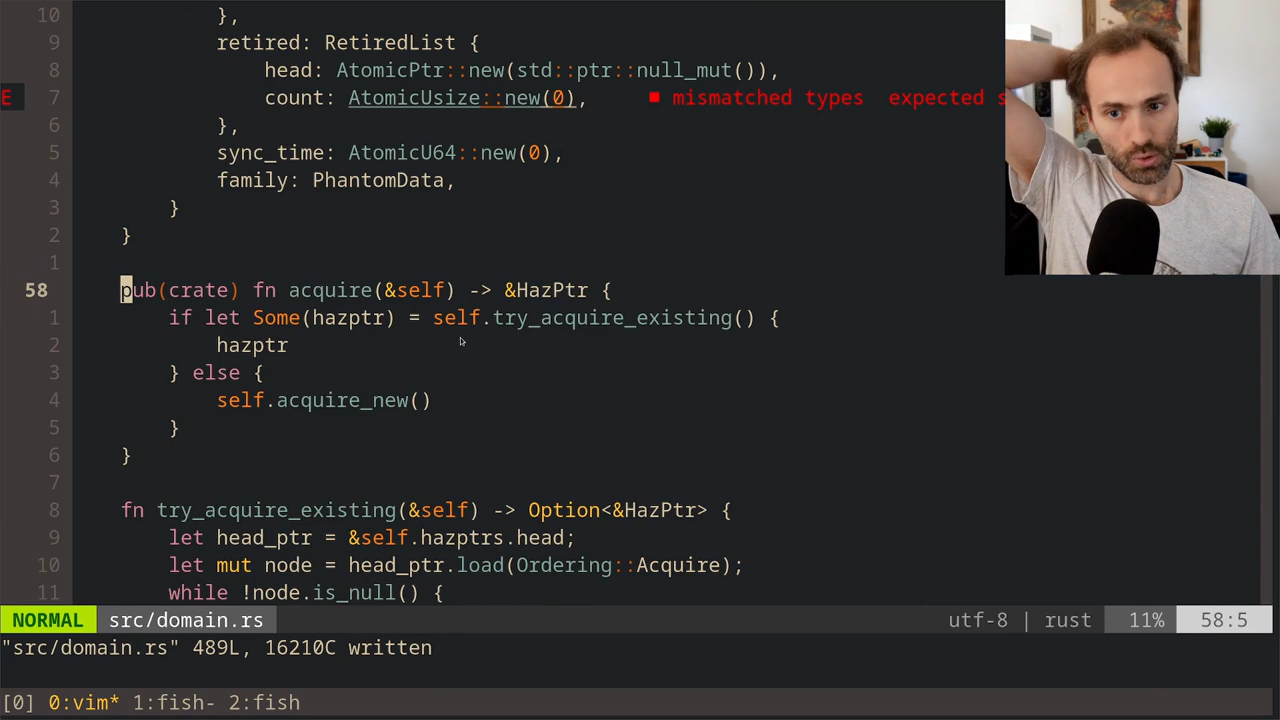 10 },
9 retired: RetiredList {
8 head: AtomicPtr::new(std::ptr::null_mut()),
E 7 count: AtomicUsize::new(0), ■ mismatched types expected s
6 },
5 sync_time: AtomicU64::new(0),
4 family: PhantomData,
3 }
2 }
1
58 pub(crate) fn acquire(&self) -> &HazPtr {
1 if let Some(hazptr) = self.try_acquire_existing() {
2 hazptr
3 } else {
4 self.acquire_new()
5 }
6 }
7
8 fn try_acquire_existing(&self) -> Option<&HazPtr> {
9 let head_ptr = &self.hazptrs.head;
10 let mut node = head_ptr.load(Ordering::Acquire);
11 while !node.is_null() {
NORMAL src/domain.rs utf-8 | rust 11% 58:5
"src/domain.rs" 489L, 16210C written
[0] 0:vim* 1:fish- 2:fish